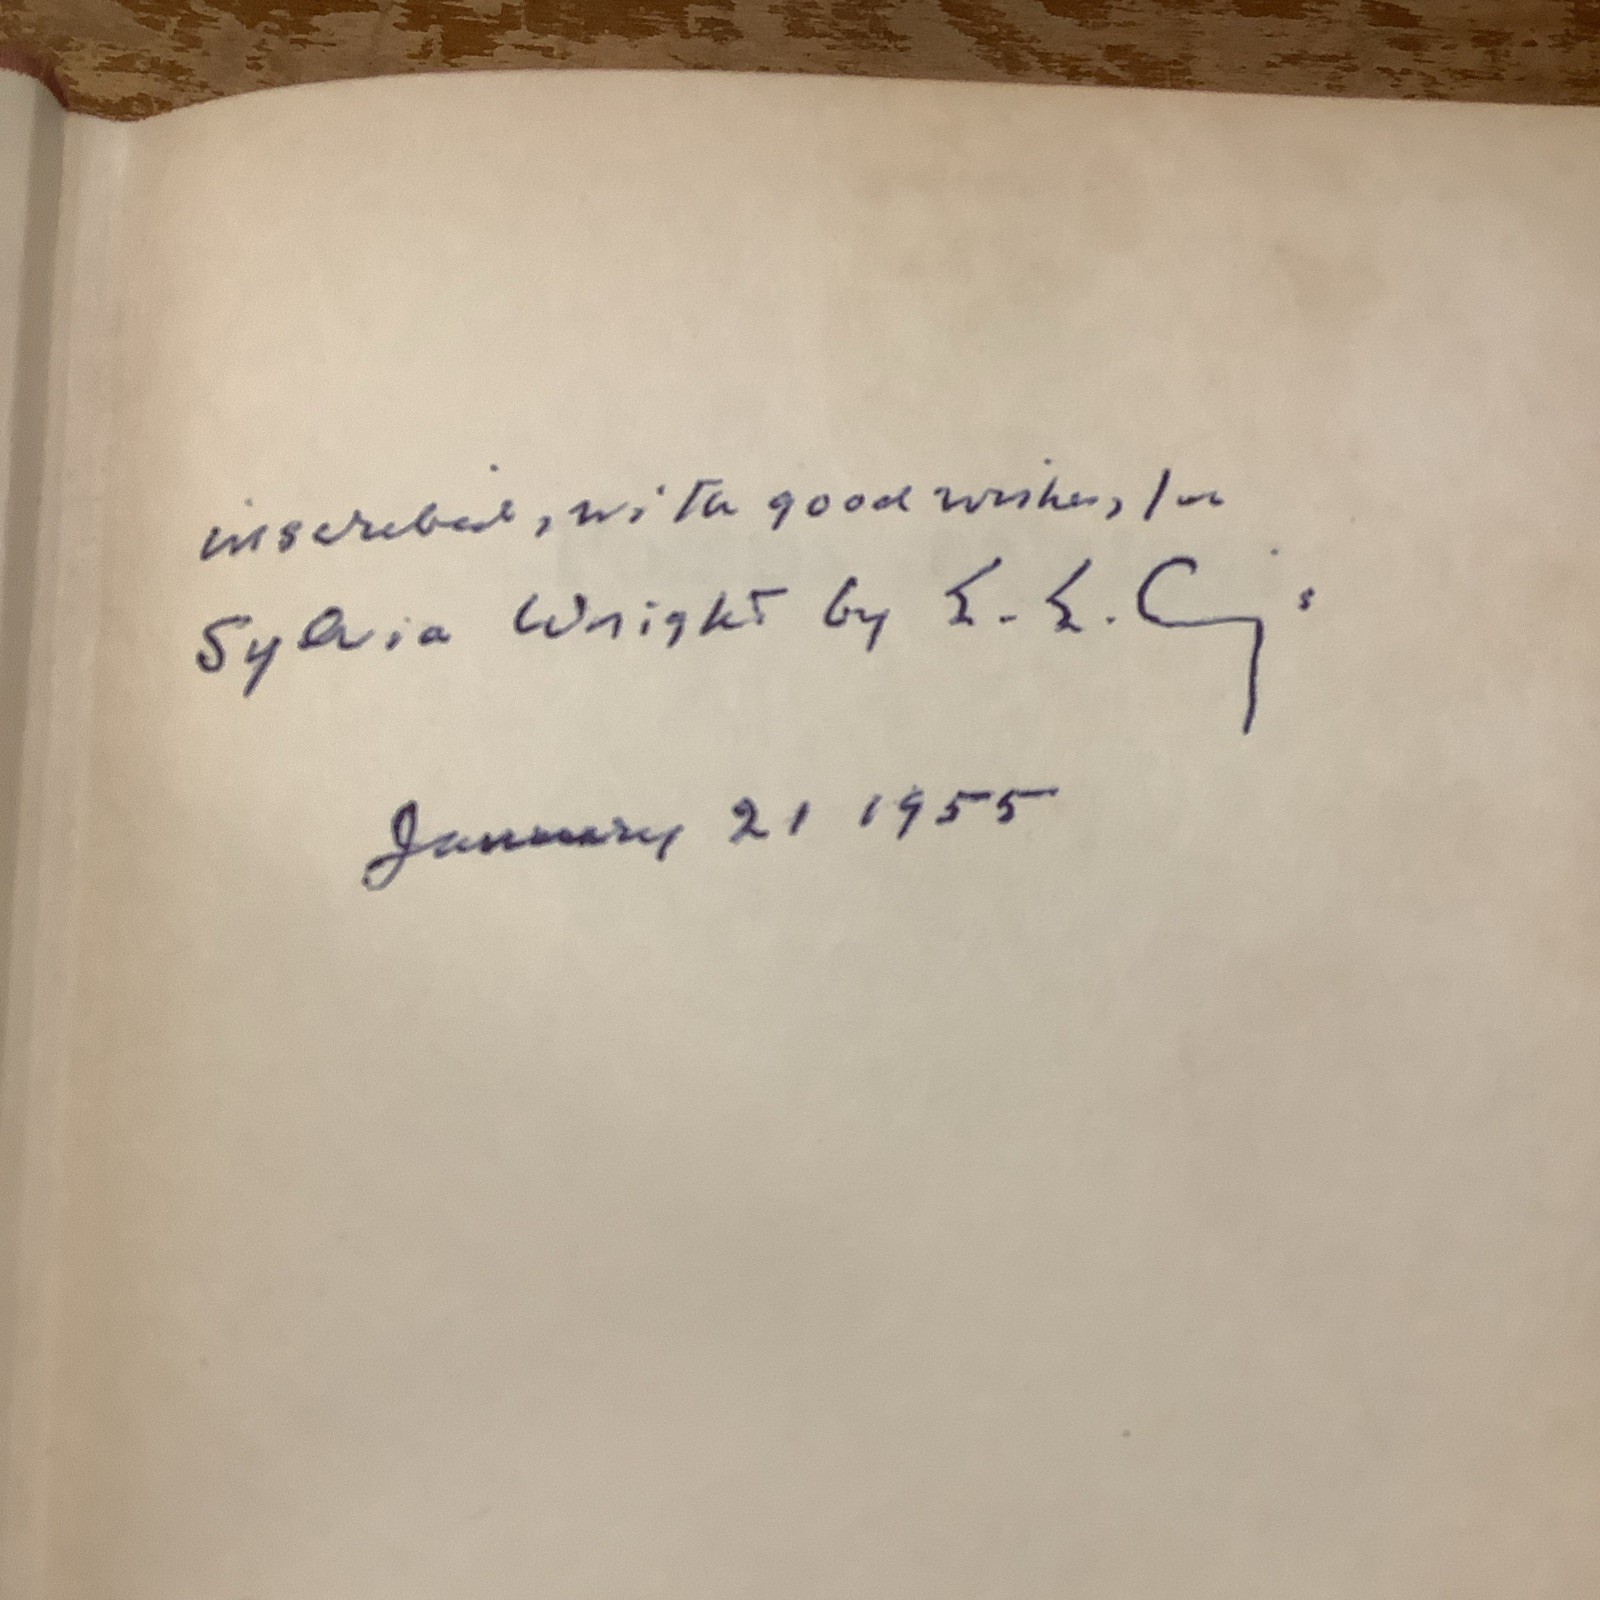 inscribed, with good wishes, for
Sylvia Wright by E. E. C
January 21 1955